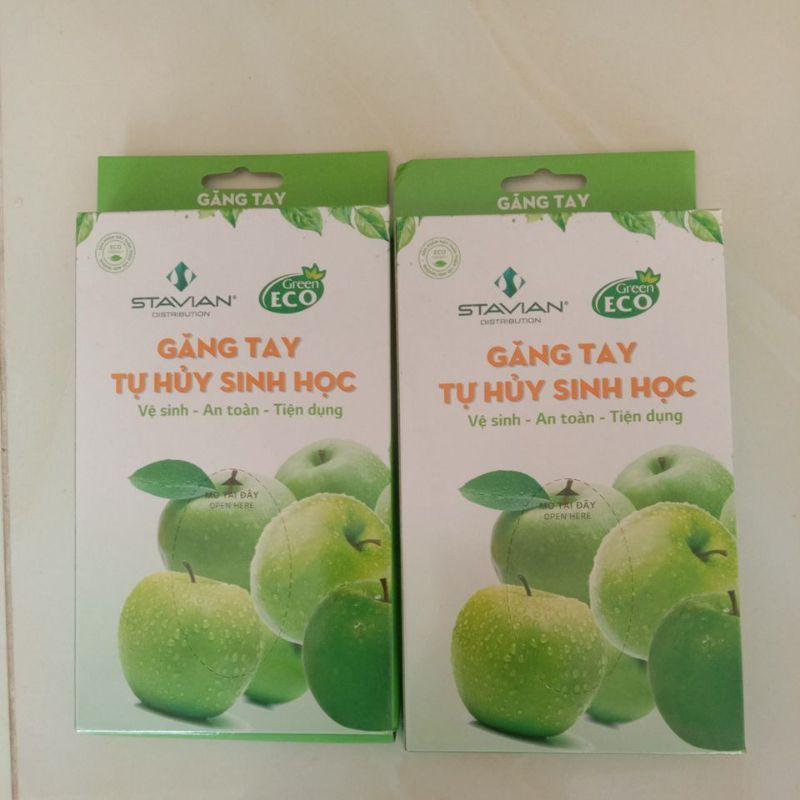 GĂNG TAY
ECO
STAVIAN®
DISTRIBUTION
Green
ECO
GĂNG TAY
TỰ HỦY SINH HỌC
Vệ sinh - An toàn - Tiện dụng
MỞ TẠI ĐÂY
OPEN HERE
GĂNG TAY
ECO
STAVIAN®
DISTRIBUTION
Green
ECO
GĂNG TAY
TỰ HỦY SINH HỌC
Vệ sinh - An toàn - Tiện dụng
MỞ TẠI ĐÂY
OPEN HERE